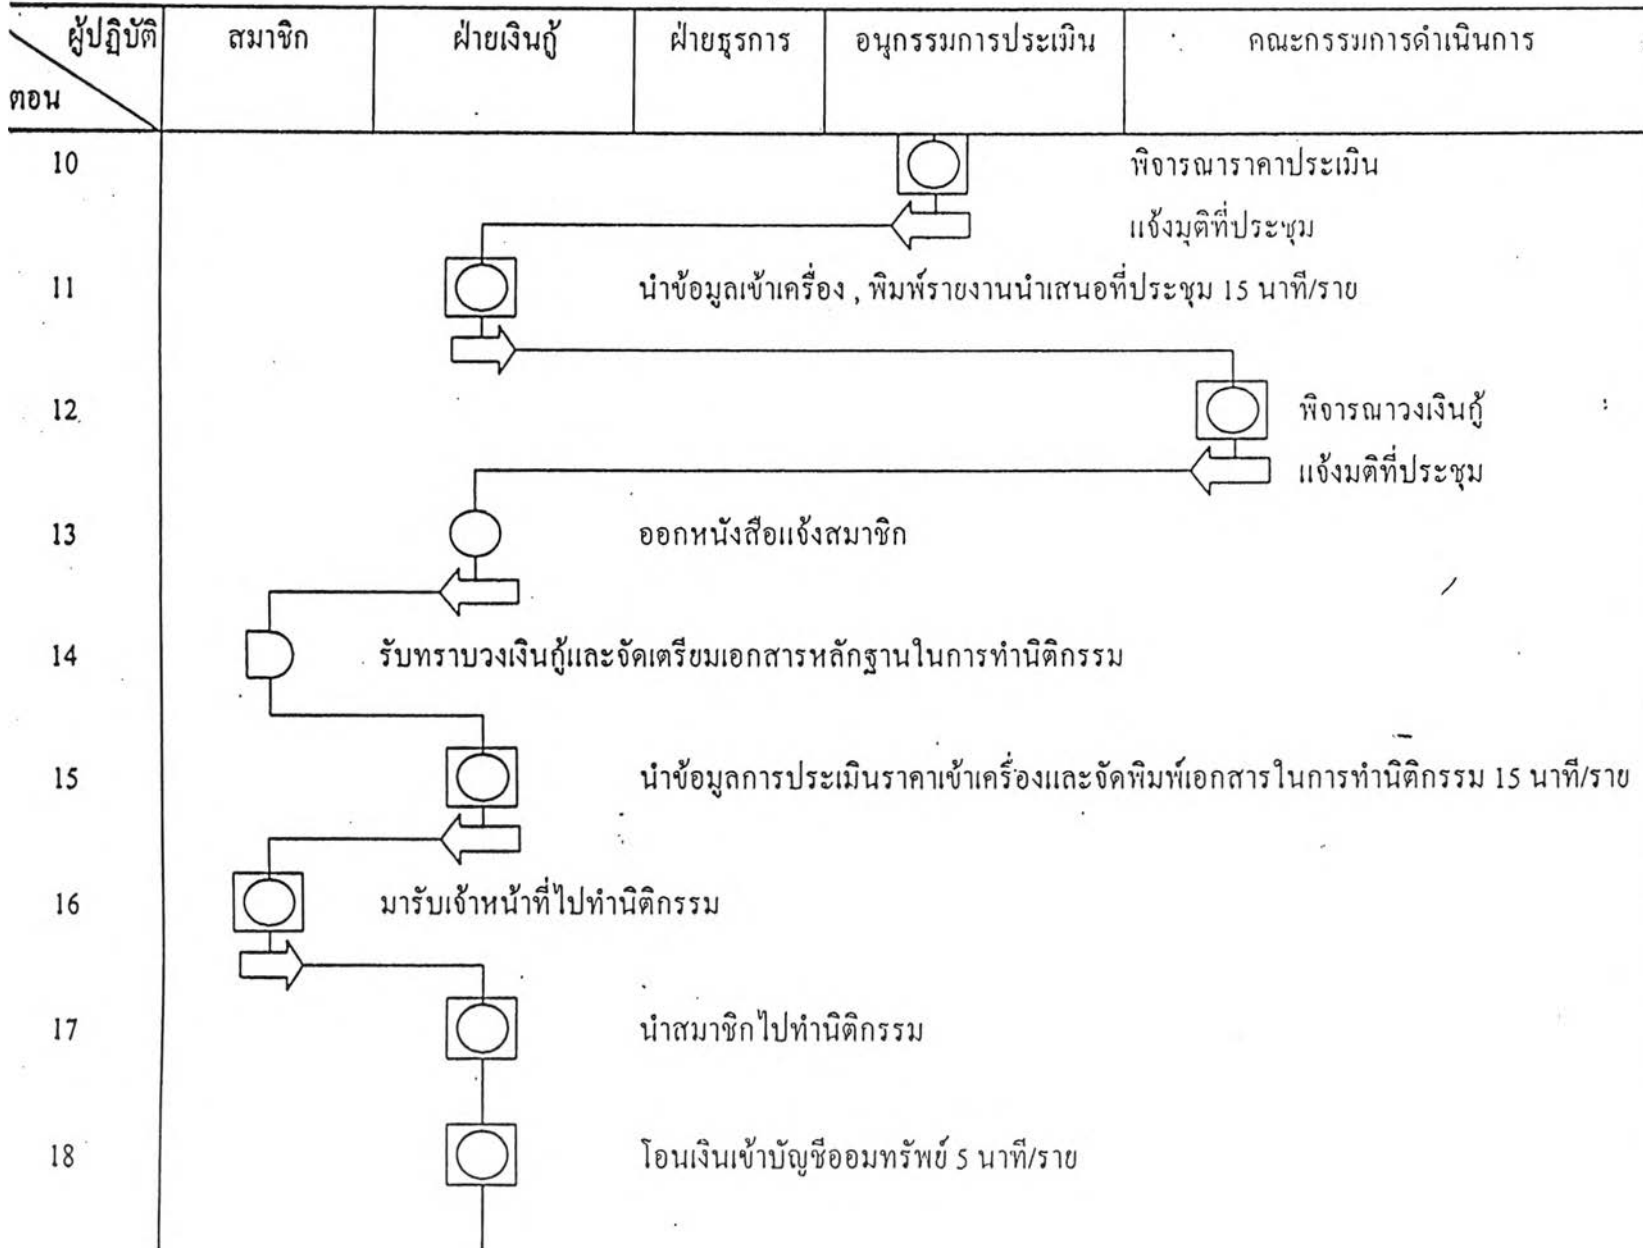 ผู้ปฏิบัติ สมาชิก ฝ่ายเงินกู้ ฝ่ายธุรการ อนุกรรมการประเมิน คณะกรรมการดำเนินการ
ตอน
10 พิจารณาราคาประเมิน
แจ้งมติที่ประชุม
11 นำข้อมูลเข้าเครื่อง , พิมพ์รายงานนำเสนอที่ประชุม 15 นาที/ราย
12 พิจารณาวงเงินกู้
แจ้งมติที่ประชุม
13 ออกหนังสือแจ้งสมาชิก
14 รับทราบวงเงินกู้และจัดเตรียมเอกสารหลักฐานในการทำนิติกรรม
15 นำข้อมูลการประเมินราคาเข้าเครื่องและจัดพิมพ์เอกสารในการทำนิติกรรม 15 นาที/ราย
16 มารับเจ้าหน้าที่ไปทำนิติกรรม
17 นำสมาชิกไปทำนิติกรรม
18 โอนเงินเข้าบัญชีออมทรัพย์ 5 นาที/ราย